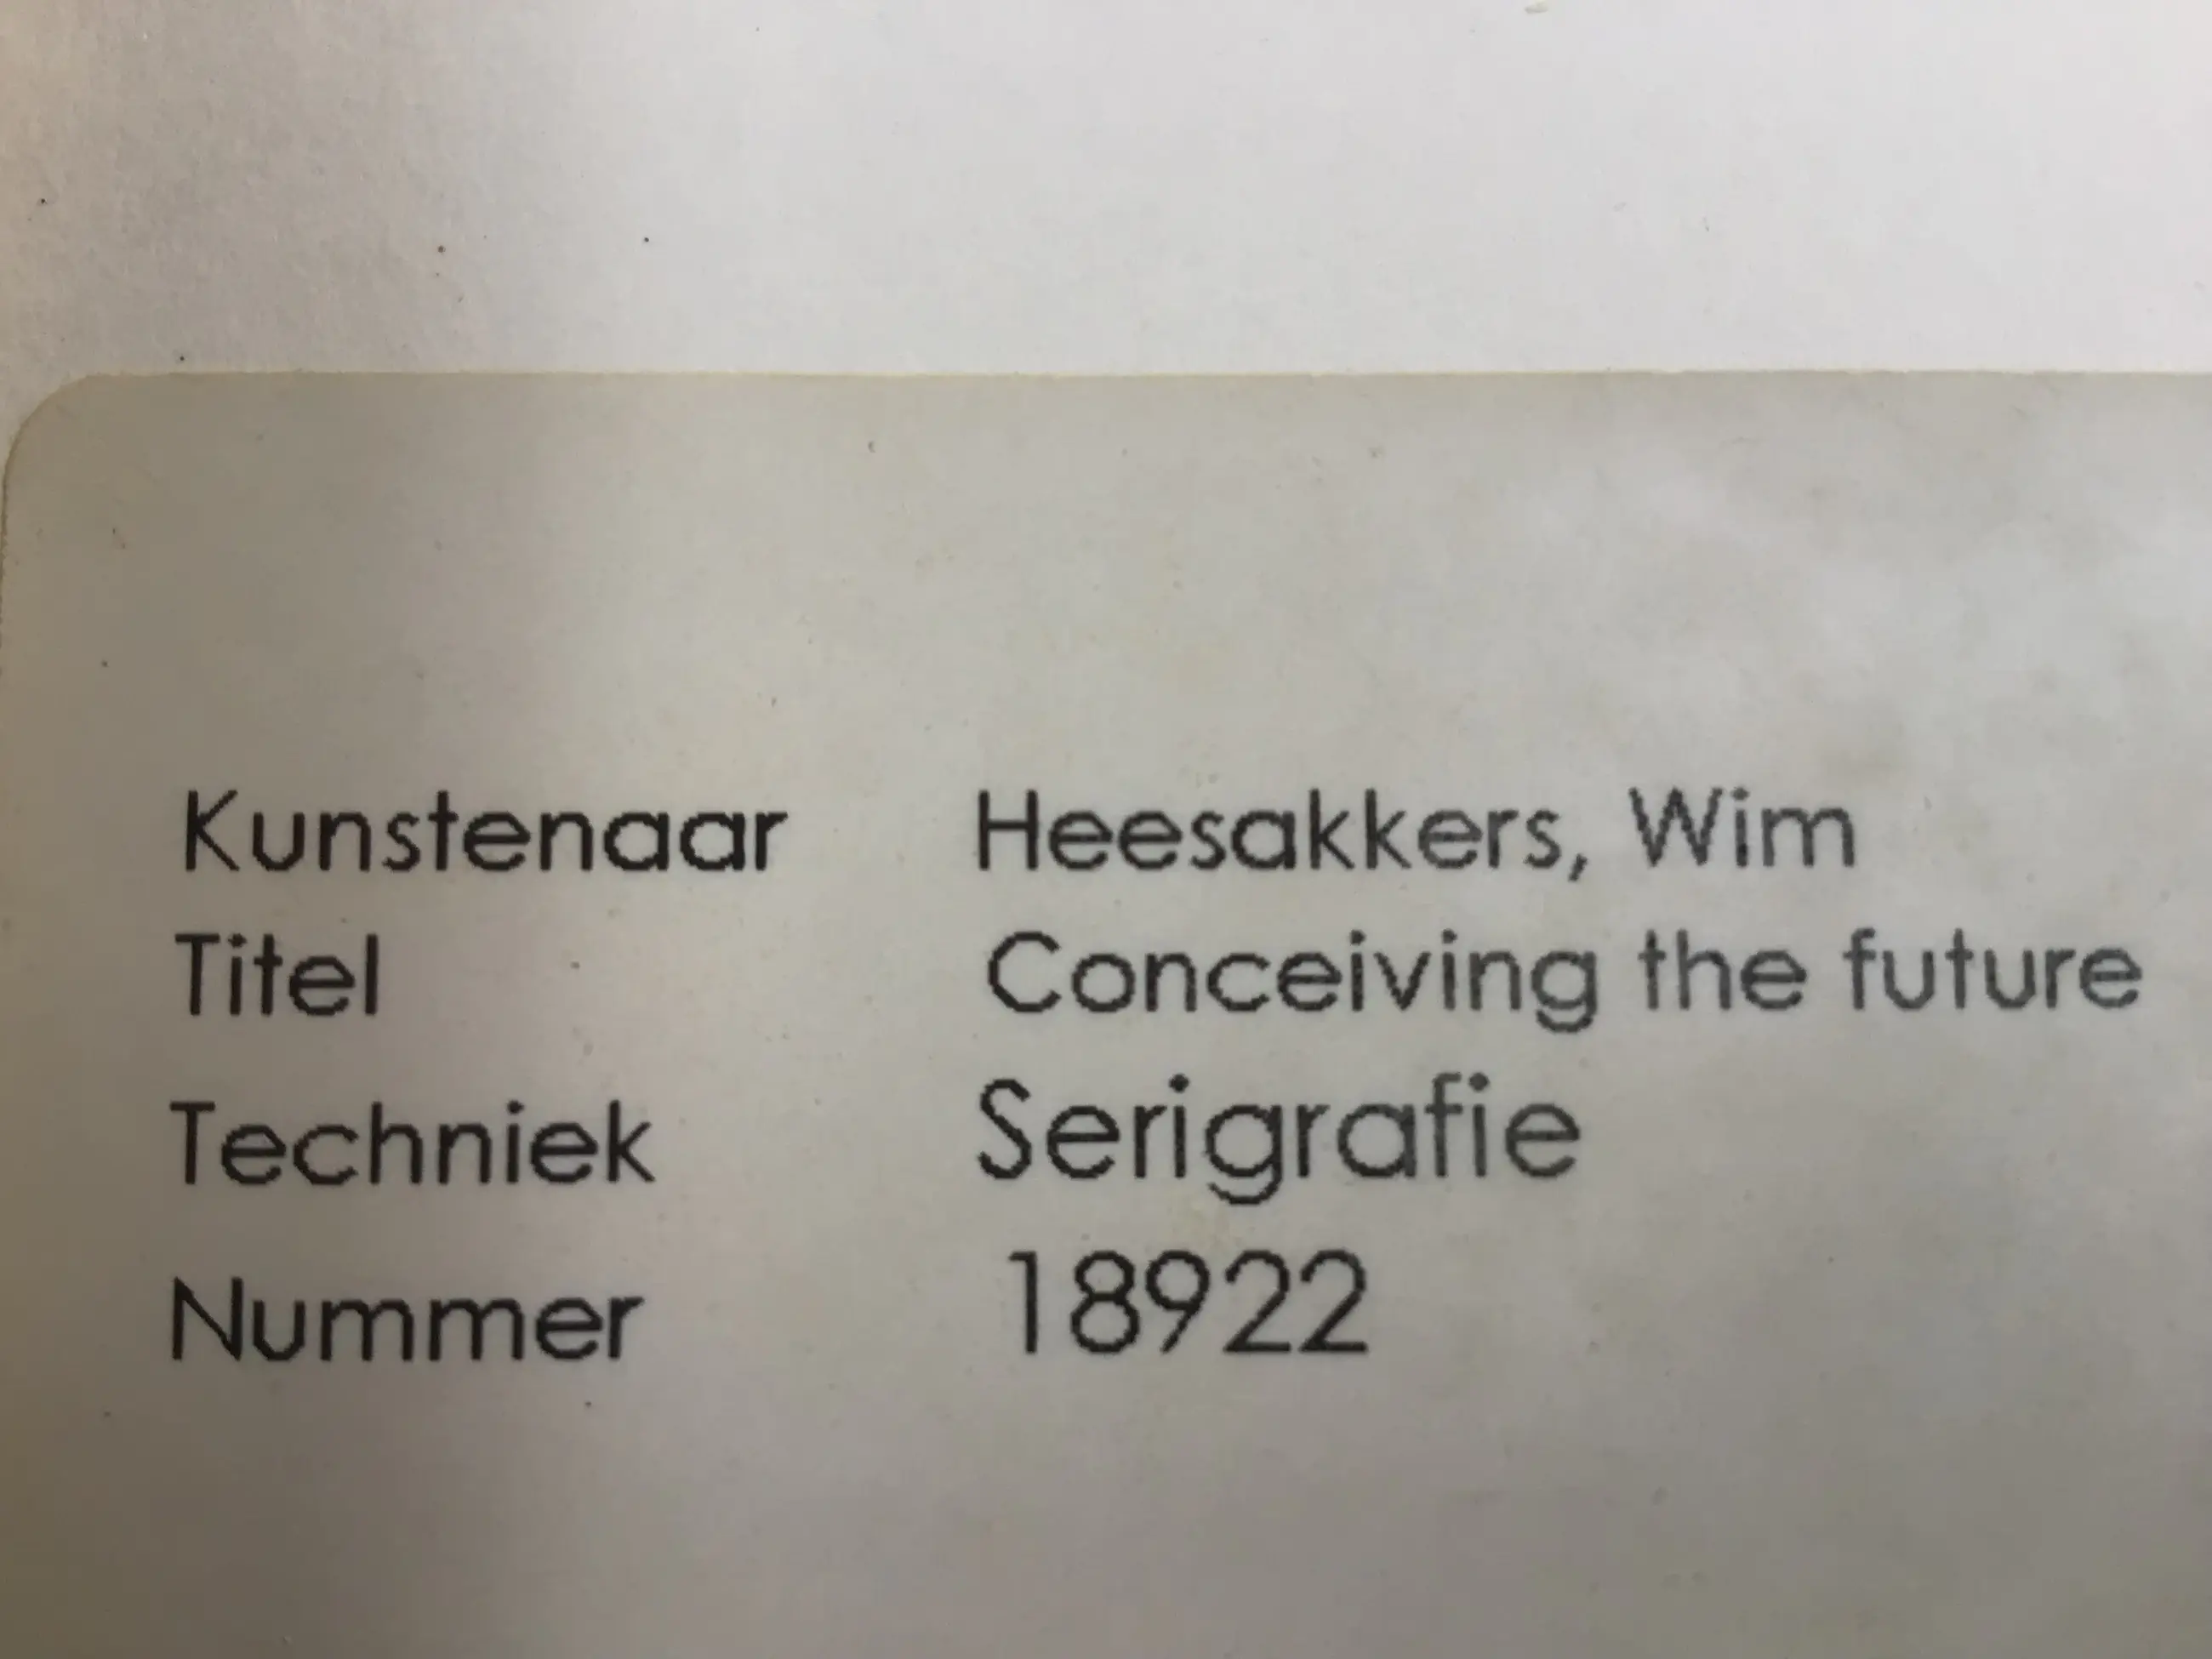 Kunstenaar Heesakkers, Wim
Titel Conceiving the future
Techniek Serigrafie
Nummer 18922